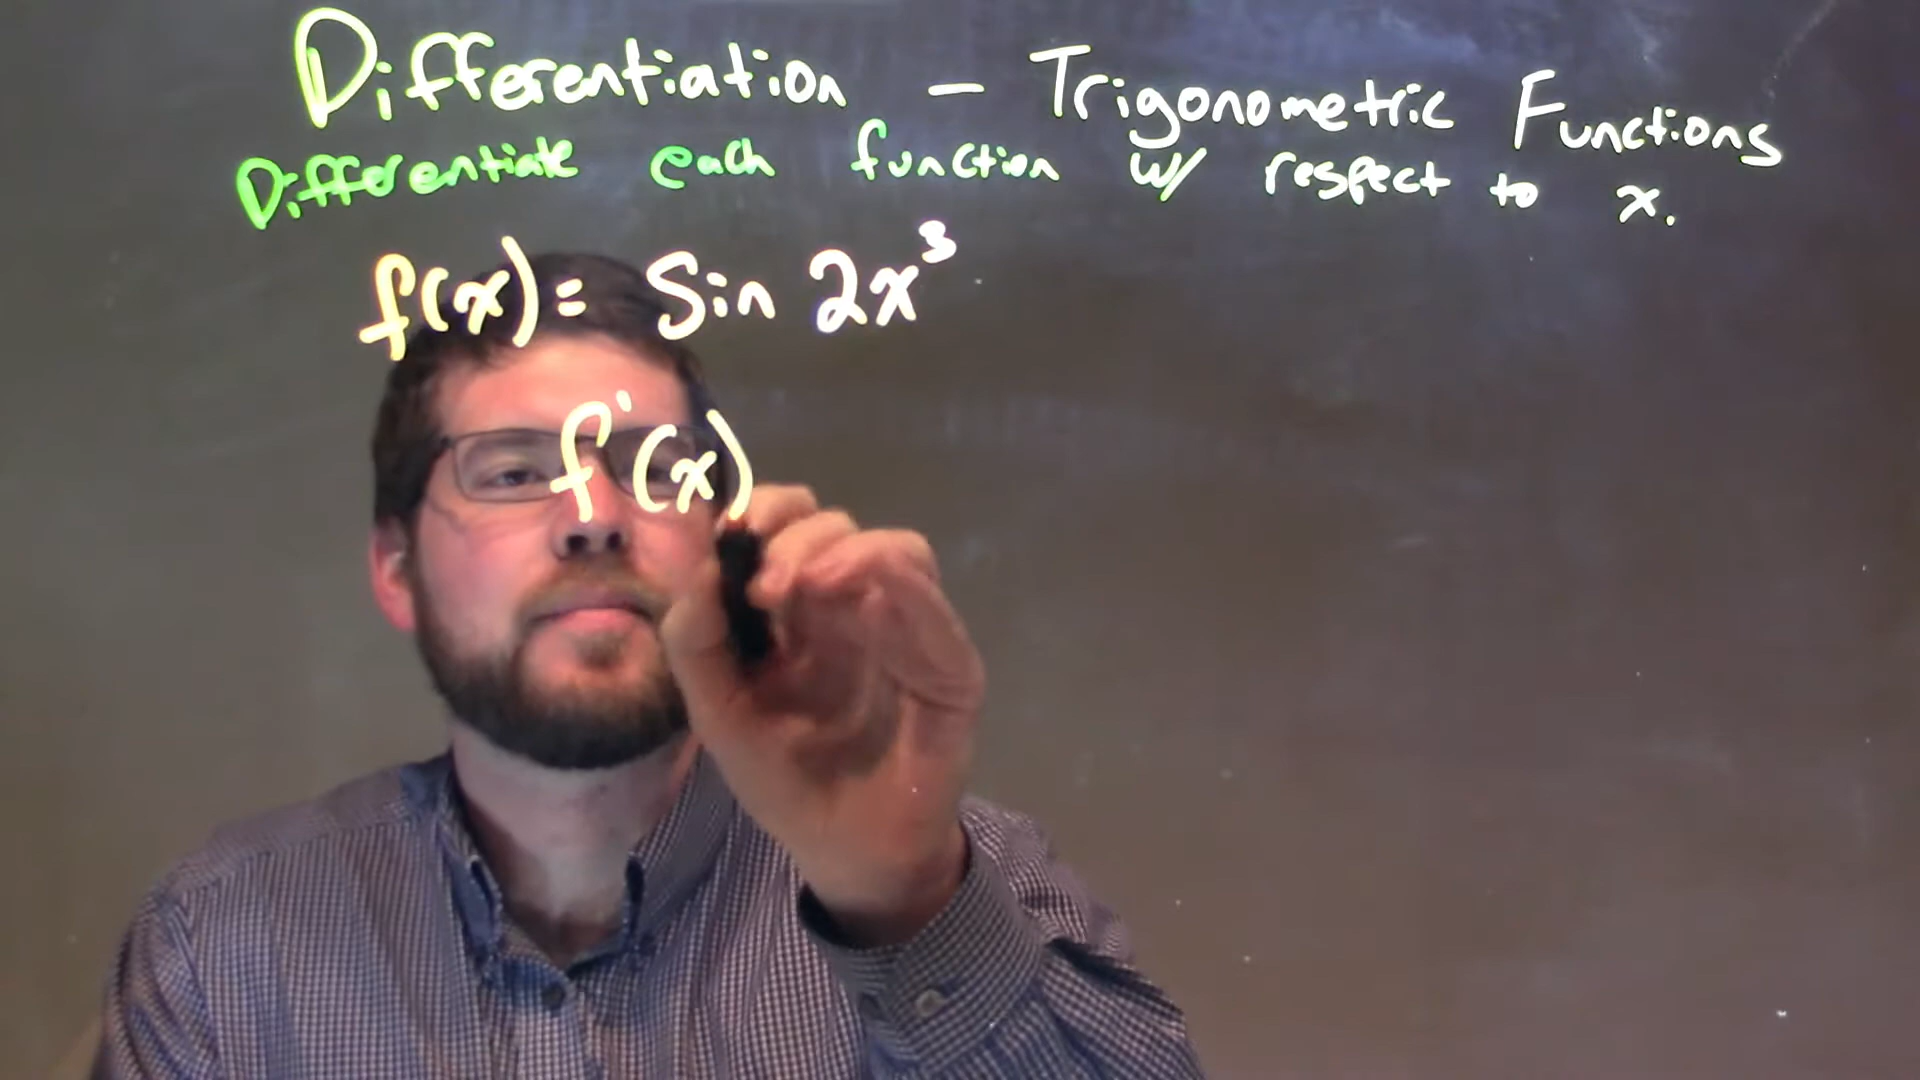 Differentiation - Trigonometric Functions
Differentiate each function w/ respect to x.
f(x)= Sin 2x³
f'(x)